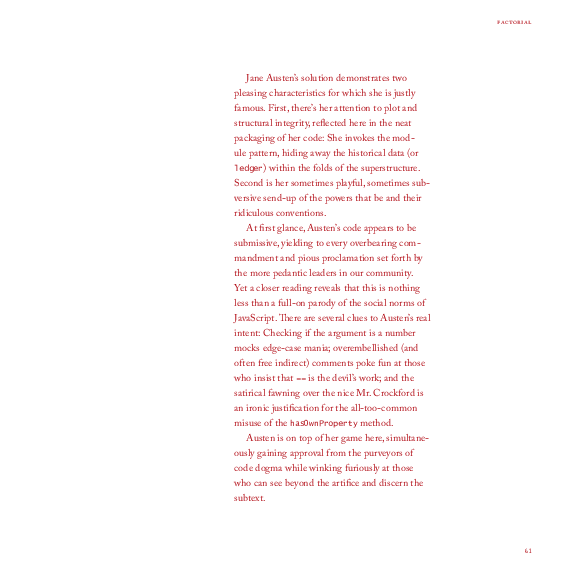 FACTORIAL
Jane Austen's solution demonstrates two
pleasing characteristics for which she is justly
famous. First, there's her attention to plot and
structural integrity, reflected here in the neat
packaging of her code: She invokes the mod-
ule pattern, hiding away the historical data (or
ledger) within the folds of the superstructure.
Second is her sometimes playful, sometimes sub-
versive send-up of the powers that be and their
ridiculous conventions.
At first glance, Austen's code appears to be
submissive, yielding to every overbearing com-
mandment and pious proclamation set forth by
the more pedantic leaders in our community.
Yet a closer reading reveals that this is nothing
less than a full-on parody of the social norms of
JavaScript. There are several clues to Austen's real
intent: Checking if the argument is a number
mocks edge-case mania; overembellished (and
often free indirect) comments poke fun at those
who insist that == is the devil's work; and the
satirical fawning over the nice Mr. Crockford is
an ironic justification for the all-too-common
misuse of the hasOwnProperty method.
Austen is on top of her game here, simultane-
ously gaining approval from the purveyors of
code dogma while winking furiously at those
who can see beyond the artifice and discern the
subtext.
61